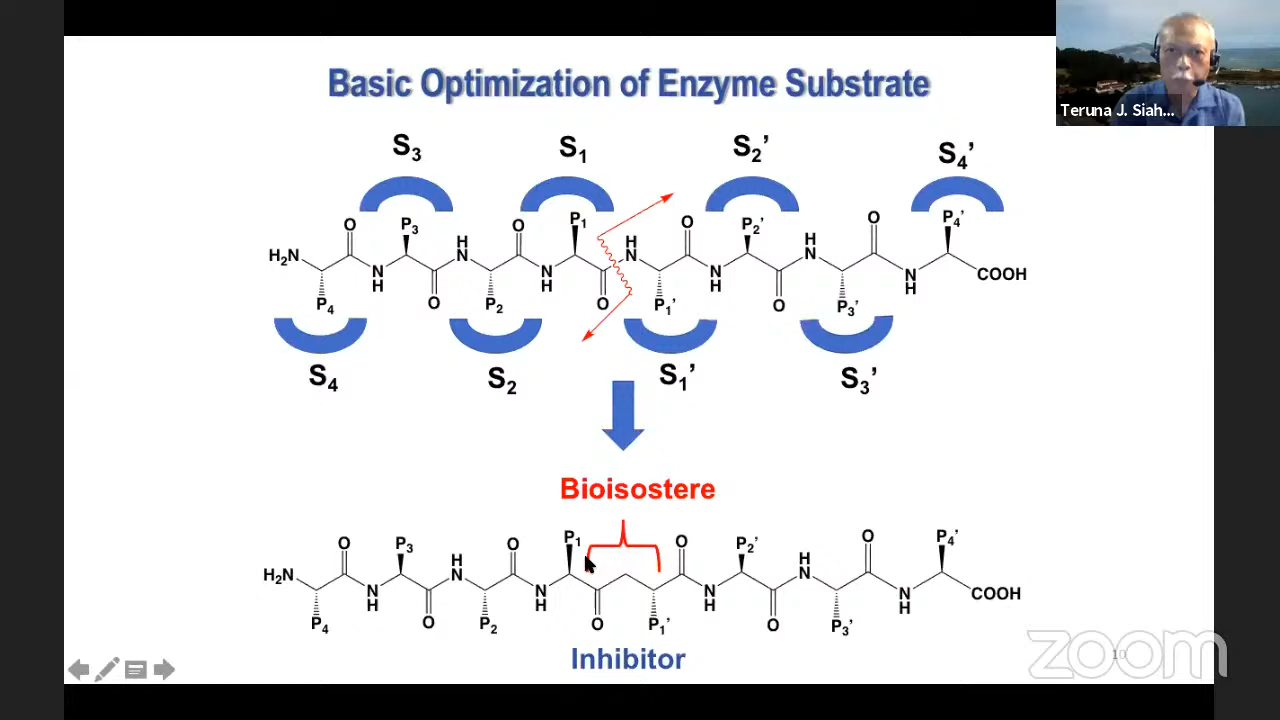 Teruna J. Siah...
Basic Optimization of Enzyme Substrate
S3 S1 S2’ S4’
O P3 O P1 O P2’ O P4’
H2N N H H N N H H N N H H N N H COOH
P4 O P2 O P1’ O P3’
S4 S2 S1’ S3’
Bioisostere
O P3 O P1 O P2’ O P4’
H2N N H H N N H N H H N N H COOH
P4 O P2 O P1’ O P3’
Inhibitor
zoom
10